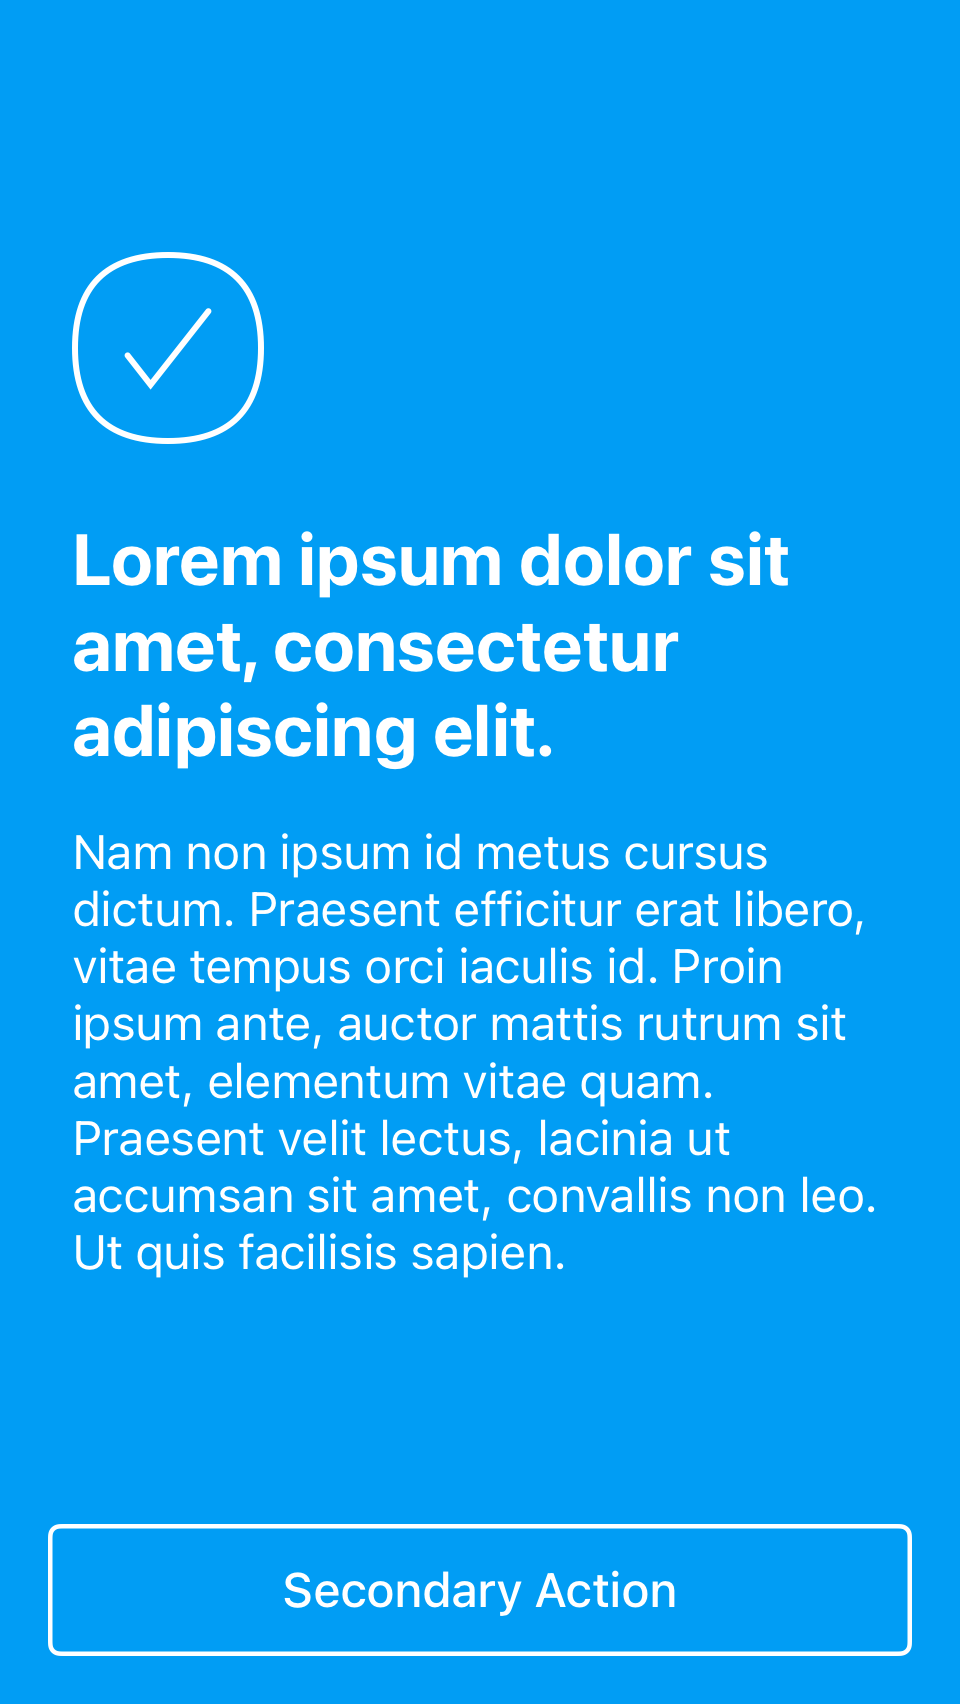 Lorem ipsum dolor sit
amet, consectetur
adipiscing elit.
Nam non ipsum id metus cursus
dictum. Praesent efficitur erat libero,
vitae tempus orci iaculis id. Proin
ipsum ante, auctor mattis rutrum sit
amet, elementum vitae quam.
Praesent velit lectus, lacinia ut
accumsan sit amet, convallis non leo.
Ut quis facilisis sapien.
Secondary Action